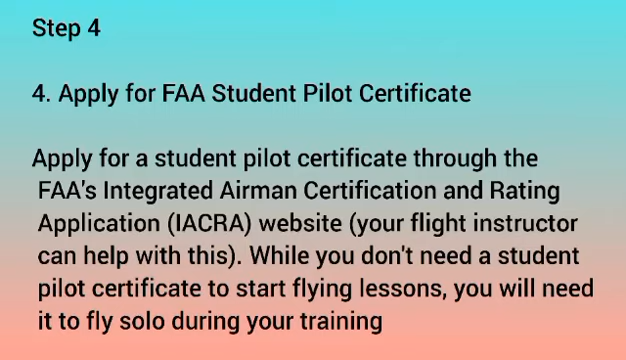 Step 4
4. Apply for FAA Student Pilot Certificate
Apply for a student pilot certificate through the
FAA's Integrated Airman Certification and Rating
Application (IACRA) website (your flight instructor
can help with this). While you don't need a student
pilot certificate to start flying lessons, you will need
it to fly solo during your training